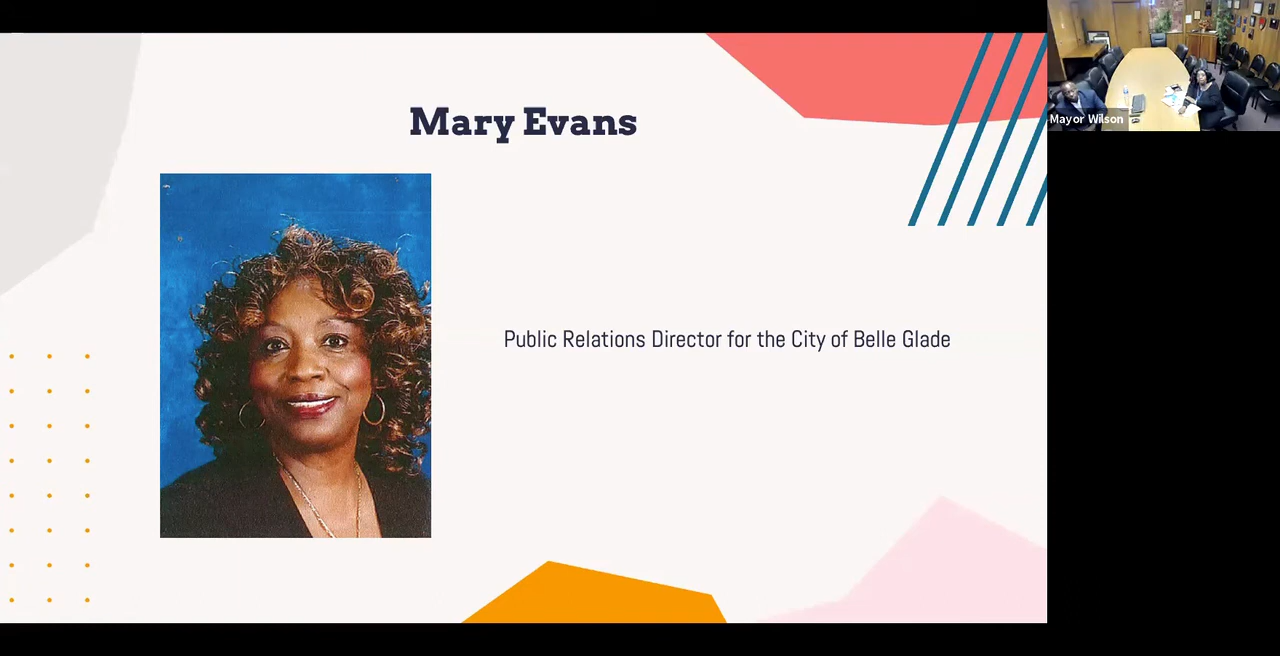 Mary Evans
Public Relations Director for the City of Belle Glade
Mayor Wilson